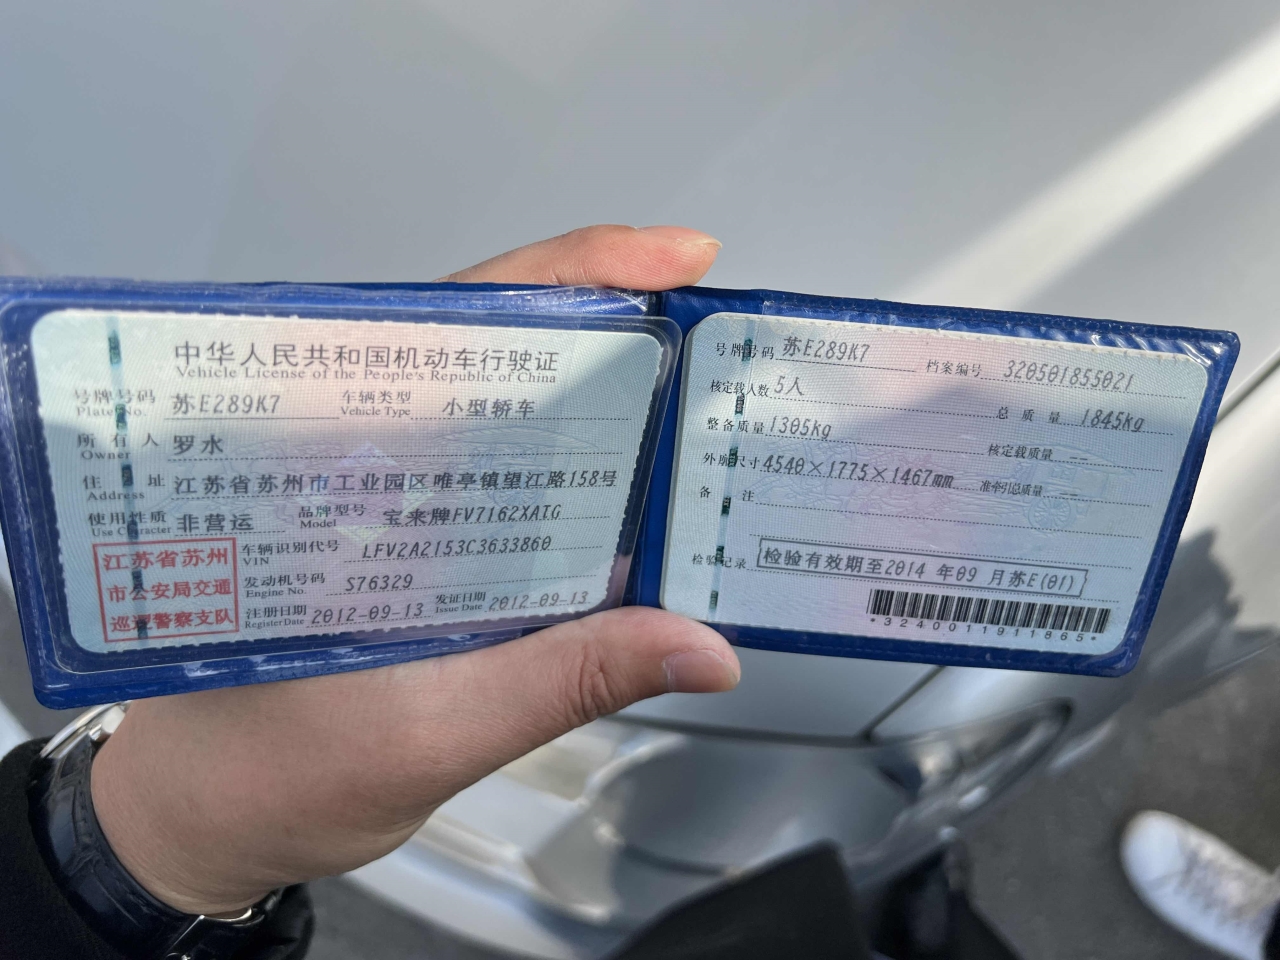 中华人民共和国机动车行驶证
Vehicle License of the People's Republic of China
号牌号码 苏E289K7 车辆类型 小型轿车
Plate No. Vehicle Type
所有人 罗水
Owner
住址 江苏省苏州市工业园区唯亭镇望江路158号
Address
使用性质 非营运 品牌型号 宝来牌FV7162XATG
Use Character Model
江苏省苏州
市公安局交通
巡逻警察支队
车辆识别代号 LFV2A2153C3633860
VIN
发动机号码 S76329
Engine No.
注册日期 2012-09-13 发证日期 2012-09-13
Register Date Issue Date
号牌号码 苏E289K7 档案编号 320501855021
核定载人数 5人 总质量 1845kg
整备质量 1305kg 核定载质量 --
外廓尺寸 4540×1775×1467mm 准牵引总质量 --
备注
检验记录 检验有效期至2014年09月苏E(01)
*3240011911865*